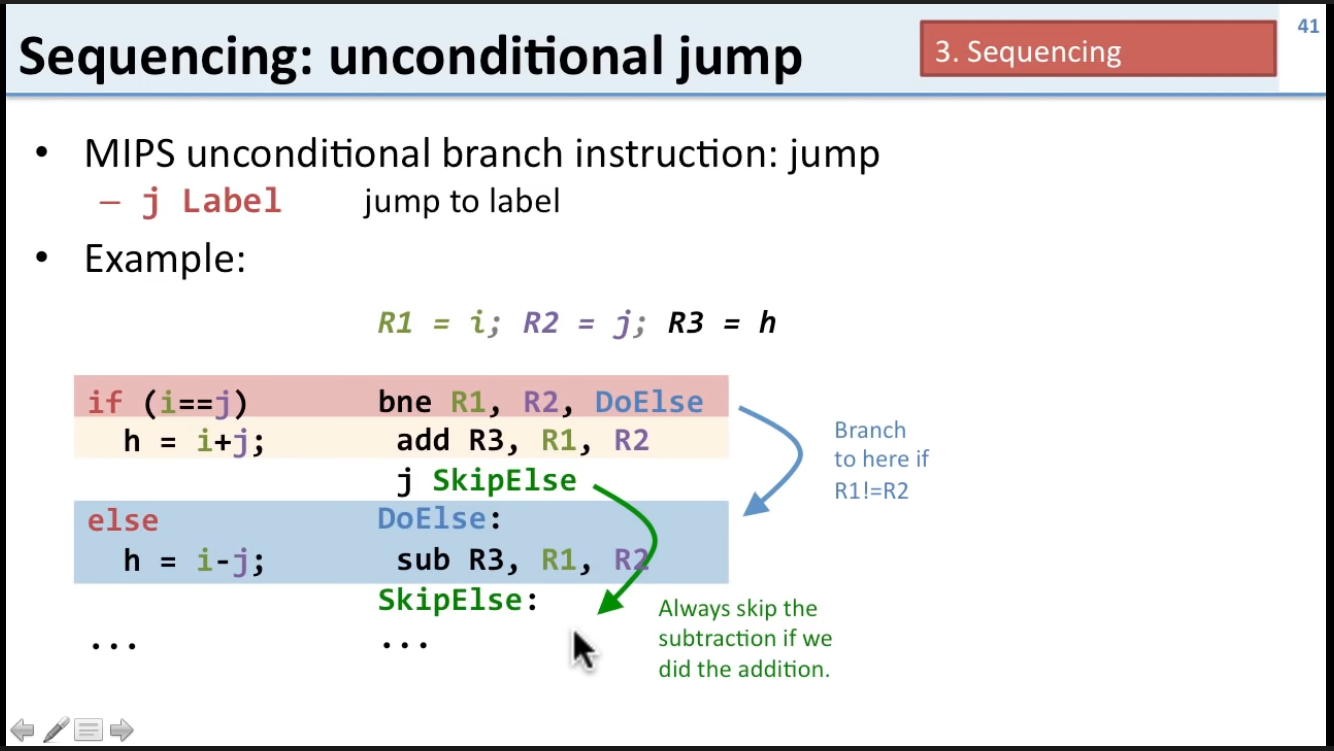 Sequencing: unconditional jump
3. Sequencing
41
• MIPS unconditional branch instruction: jump
– j Label jump to label
• Example:
R1 = i; R2 = j; R3 = h
if (i==j) bne R1, R2, DoElse
h = i+j; add R3, R1, R2
j SkipElse
else DoElse:
h = i-j; sub R3, R1, R2
SkipElse:
... ...
Branch
to here if
R1!=R2
Always skip the
subtraction if we
did the addition.